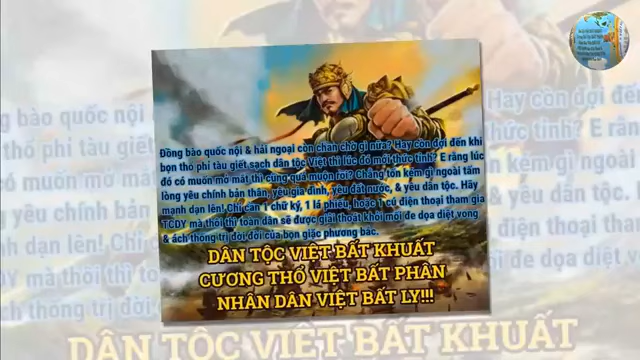 Đồng bào quốc nội & hải ngoại còn chần chờ gì nữa? Hay còn đợi đến khi
bọn thổ phỉ tàu giết sạch dân tộc Việt thì lúc đó mới thức tỉnh? E rằng lúc
đó có muốn mở mắt thì cũng quá muộn rồi? Chẳng tốn kém gì ngoài tấm
lòng yêu chính bản thân, yêu gia đình, yêu đất nước, & yêu dân tộc. Hãy
mạnh dạn lên! Chỉ cần 1 chữ ký, 1 lá phiếu, hoặc 1 cú điện thoại tham gia
TCDY mà thôi thì toàn dân sẽ được giải thoát khỏi mối đe dọa diệt vong
& ách thống trị đời đời của bọn giặc phương bắc.
DÂN TỘC VIỆT BẤT KHUẤT
CƯƠNG THỔ VIỆT BẤT PHÂN
NHÂN DÂN VIỆT BẤT LY!!!
DÂN TỘC VIỆT BẤT KHUẤT